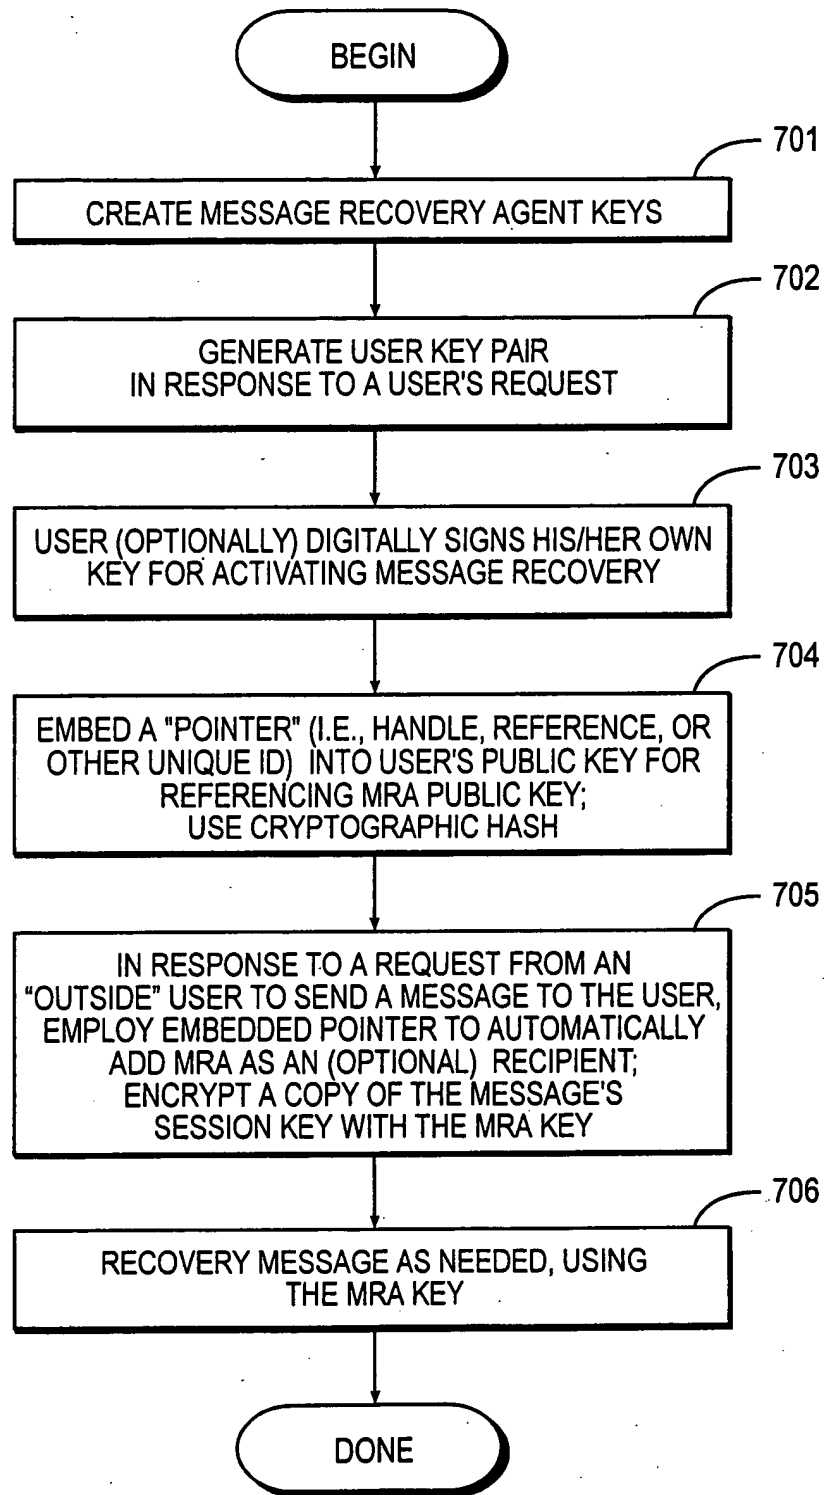 BEGIN
701
CREATE MESSAGE RECOVERY AGENT KEYS
702
GENERATE USER KEY PAIR
IN RESPONSE TO A USER'S REQUEST
703
USER (OPTIONALLY) DIGITALLY SIGNS HIS/HER OWN
KEY FOR ACTIVATING MESSAGE RECOVERY
704
EMBED A "POINTER" (I.E., HANDLE, REFERENCE, OR
OTHER UNIQUE ID) INTO USER'S PUBLIC KEY FOR
REFERENCING MRA PUBLIC KEY;
USE CRYPTOGRAPHIC HASH
705
IN RESPONSE TO A REQUEST FROM AN
"OUTSIDE" USER TO SEND A MESSAGE TO THE USER,
EMPLOY EMBEDDED POINTER TO AUTOMATICALLY
ADD MRA AS AN (OPTIONAL) RECIPIENT;
ENCRYPT A COPY OF THE MESSAGE'S
SESSION KEY WITH THE MRA KEY
706
RECOVERY MESSAGE AS NEEDED, USING
THE MRA KEY
DONE